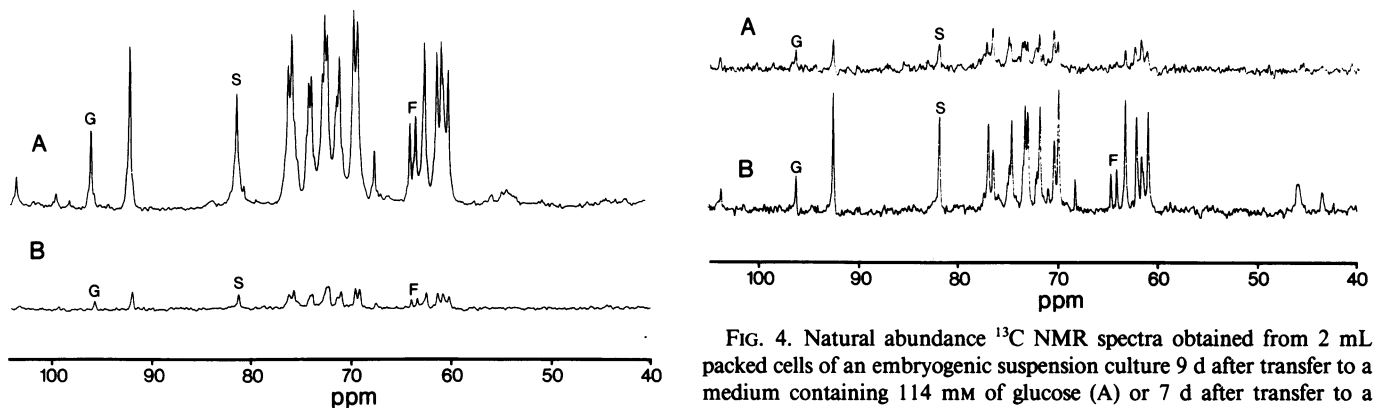 A
G
S
F
B
G
S
F
100 90 80 70 60 50 40
ppm
A
G
S
B
G
S
F
100 90 80 70 60 50 40
ppm
FIG. 4. Natural abundance ¹³C NMR spectra obtained from 2 mL
packed cells of an embryogenic suspension culture 9 d after transfer to a
medium containing 114 mM of glucose (A) or 7 d after transfer to a